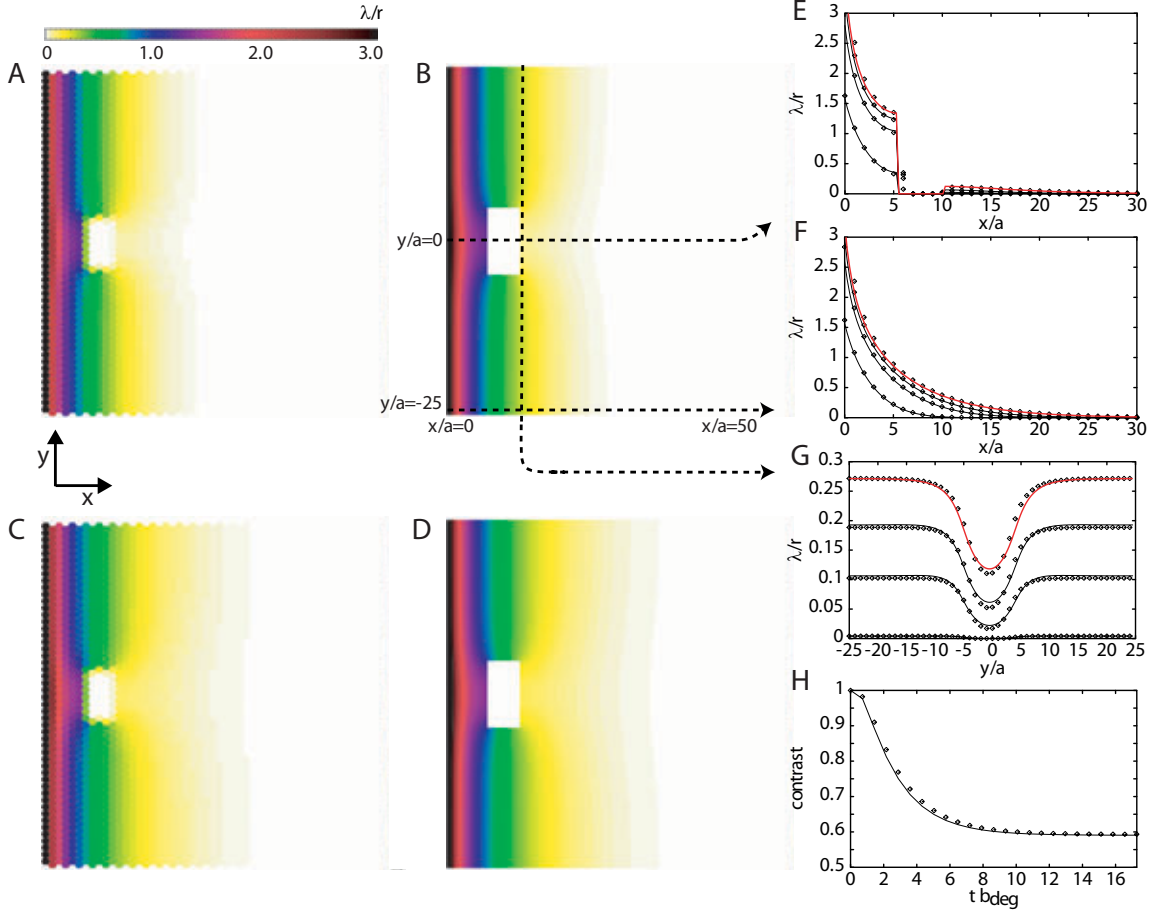 λ/r
0 1.0 2.0 3.0
A
B
y/a=0
y/a=-25
x/a=0 x/a=50
y
x
C
D
E
3
2.5
2
1.5
1
0.5
0
λ/r
0 5 10 15 20 25 30
x/a
F
3
2.5
2
1.5
1
0.5
0
λ/r
0 5 10 15 20 25 30
x/a
G
0.3
0.25
0.2
0.15
0.1
0.05
0
λ/r
-25 -20 -15 -10 -5 0 5 10 15 20 25
y/a
H
1
0.9
0.8
0.7
0.6
0.5
contrast
0 2 4 6 8 10 12 14 16
t bdeg